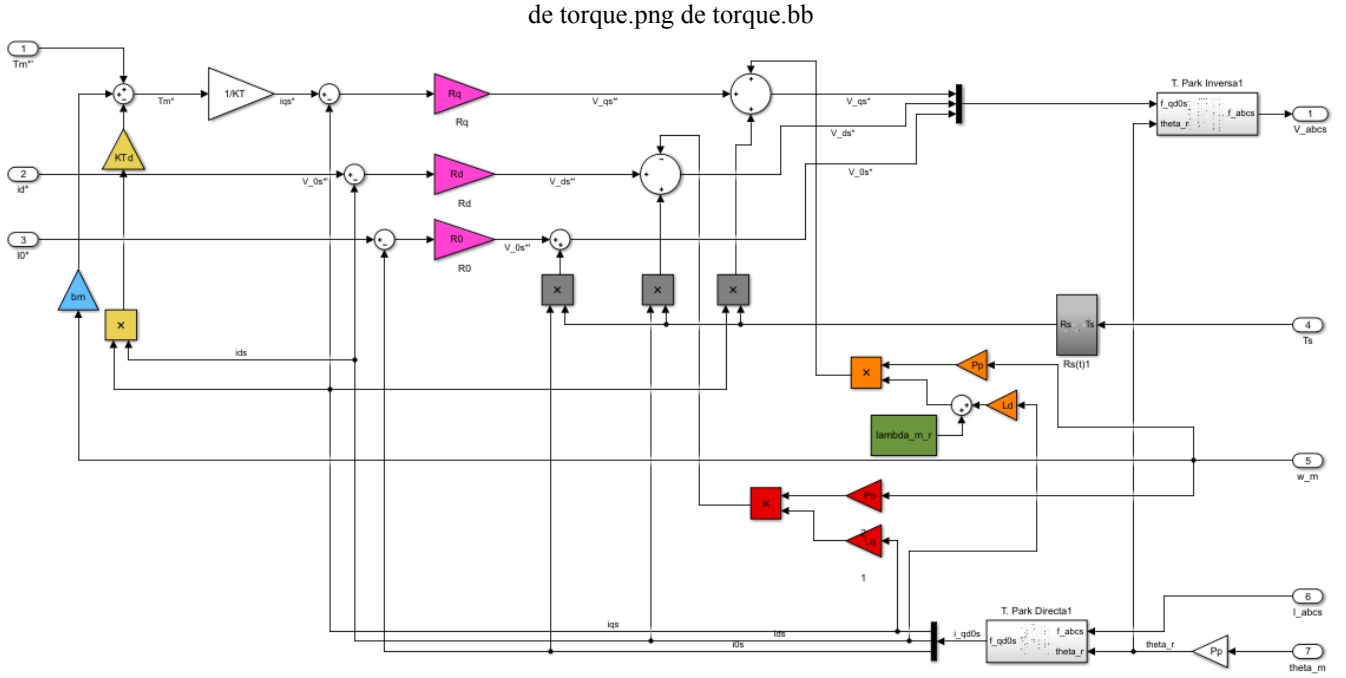 de torque.png de torque.bb
1
Tm*'
Tm*
1/KT
iqs*
Rq
Rq
V_qs*'
V_qs*
T. Park Inversa1
f_qd0s
theta_r
f_abcs
1
V_abcs
KTd
2
id*
V_0s*'
Rd
Rd
V_ds*'
V_ds*
V_0s*
3
I0*
R0
R0
V_0s*'
bm
×
×
×
×
Rs
Ts
Rs(t)1
4
Ts
ids
×
Pp
Ld
lambda_m_r
5
w_m
×
Pp
2
Lq
1
6
I_abcs
T. Park Directa1
iqs
Ids
i0s
i_qd0s
f_qd0s
f_abcs
theta_r
theta_r
Pp
7
theta_m